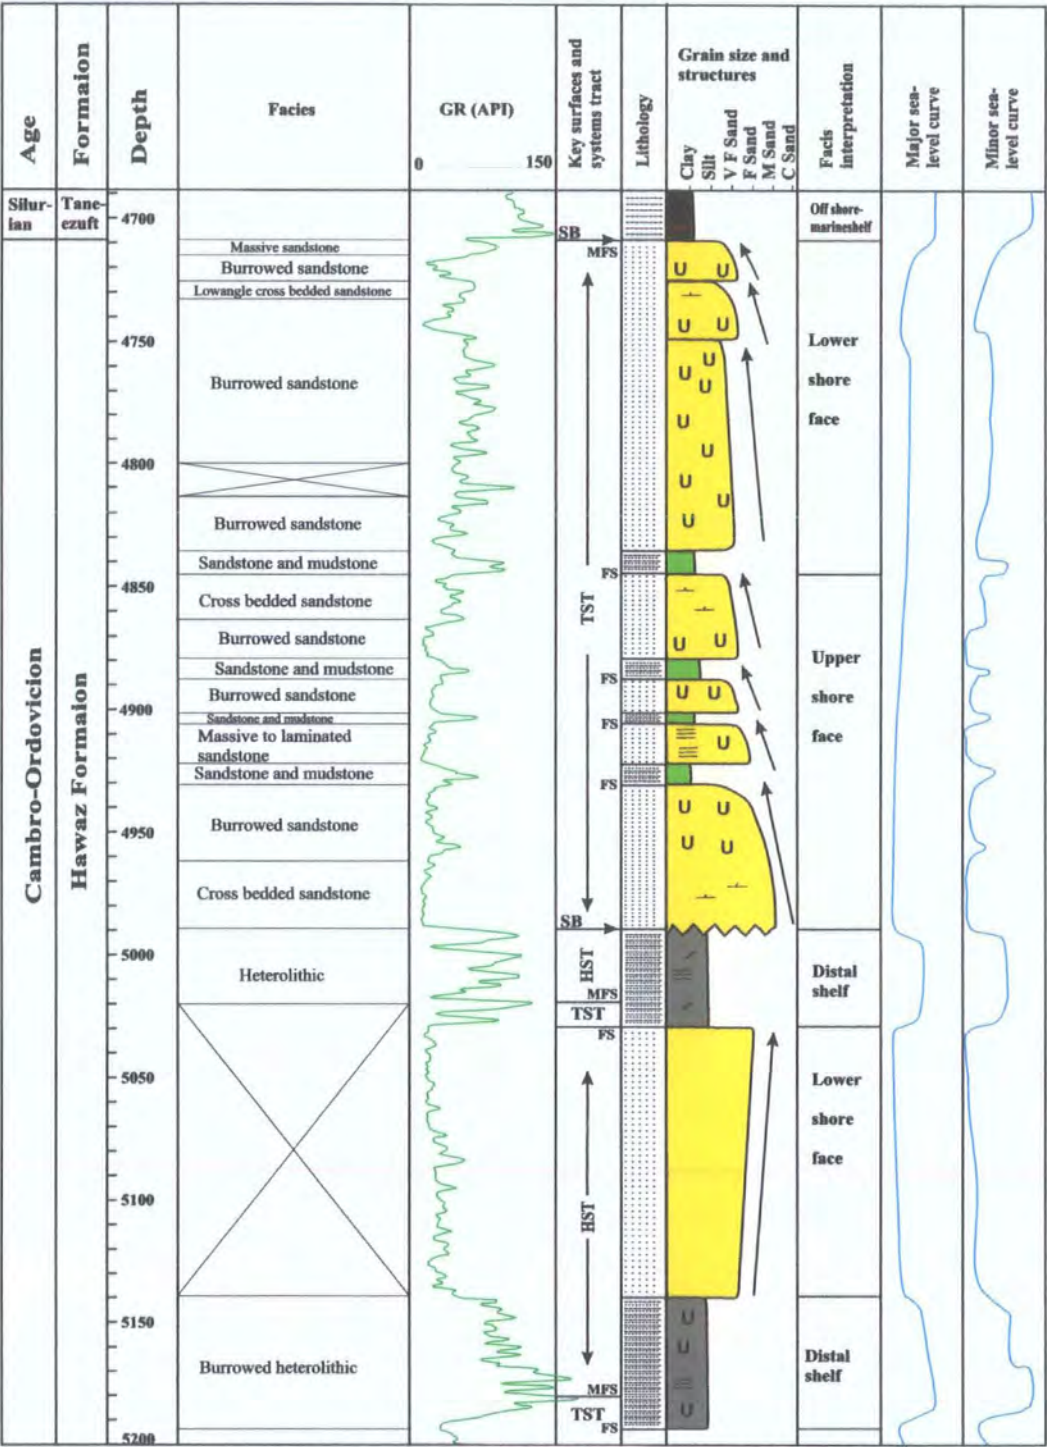 Age
Formaion
Depth
Facies
GR (API)
0 150
Key surfaces and
systems tract
Lithology
Grain size and
structures
Clay
Silt
V F Sand
F Sand
M Sand
C Sand
Facis
interpretation
Major sea-
level curve
Minor sea-
level curve
Silur-
ian
Tane-
ezuft
Cambro-Ordovicion
Hawaz Formaion
4700
4750
4800
4850
4900
4950
5000
5050
5100
5150
5200
Massive sandstone
Burrowed sandstone
Lowangle cross bedded sandstone
Burrowed sandstone
Burrowed sandstone
Sandstone and mudstone
Cross bedded sandstone
Burrowed sandstone
Sandstone and mudstone
Burrowed sandstone
Sandstone and mudstone
Massive to laminated
sandstone
Sandstone and mudstone
Burrowed sandstone
Cross bedded sandstone
Heterolithic
Burrowed heterolithic
SB
MFS
FS
TST
FS
FS
FS
SB
HST
MFS
TST
FS
HST
MFS
TST
FS
Off shore-
marineshelf
Lower
shore
face
Upper
shore
face
Distal
shelf
Lower
shore
face
Distal
shelf